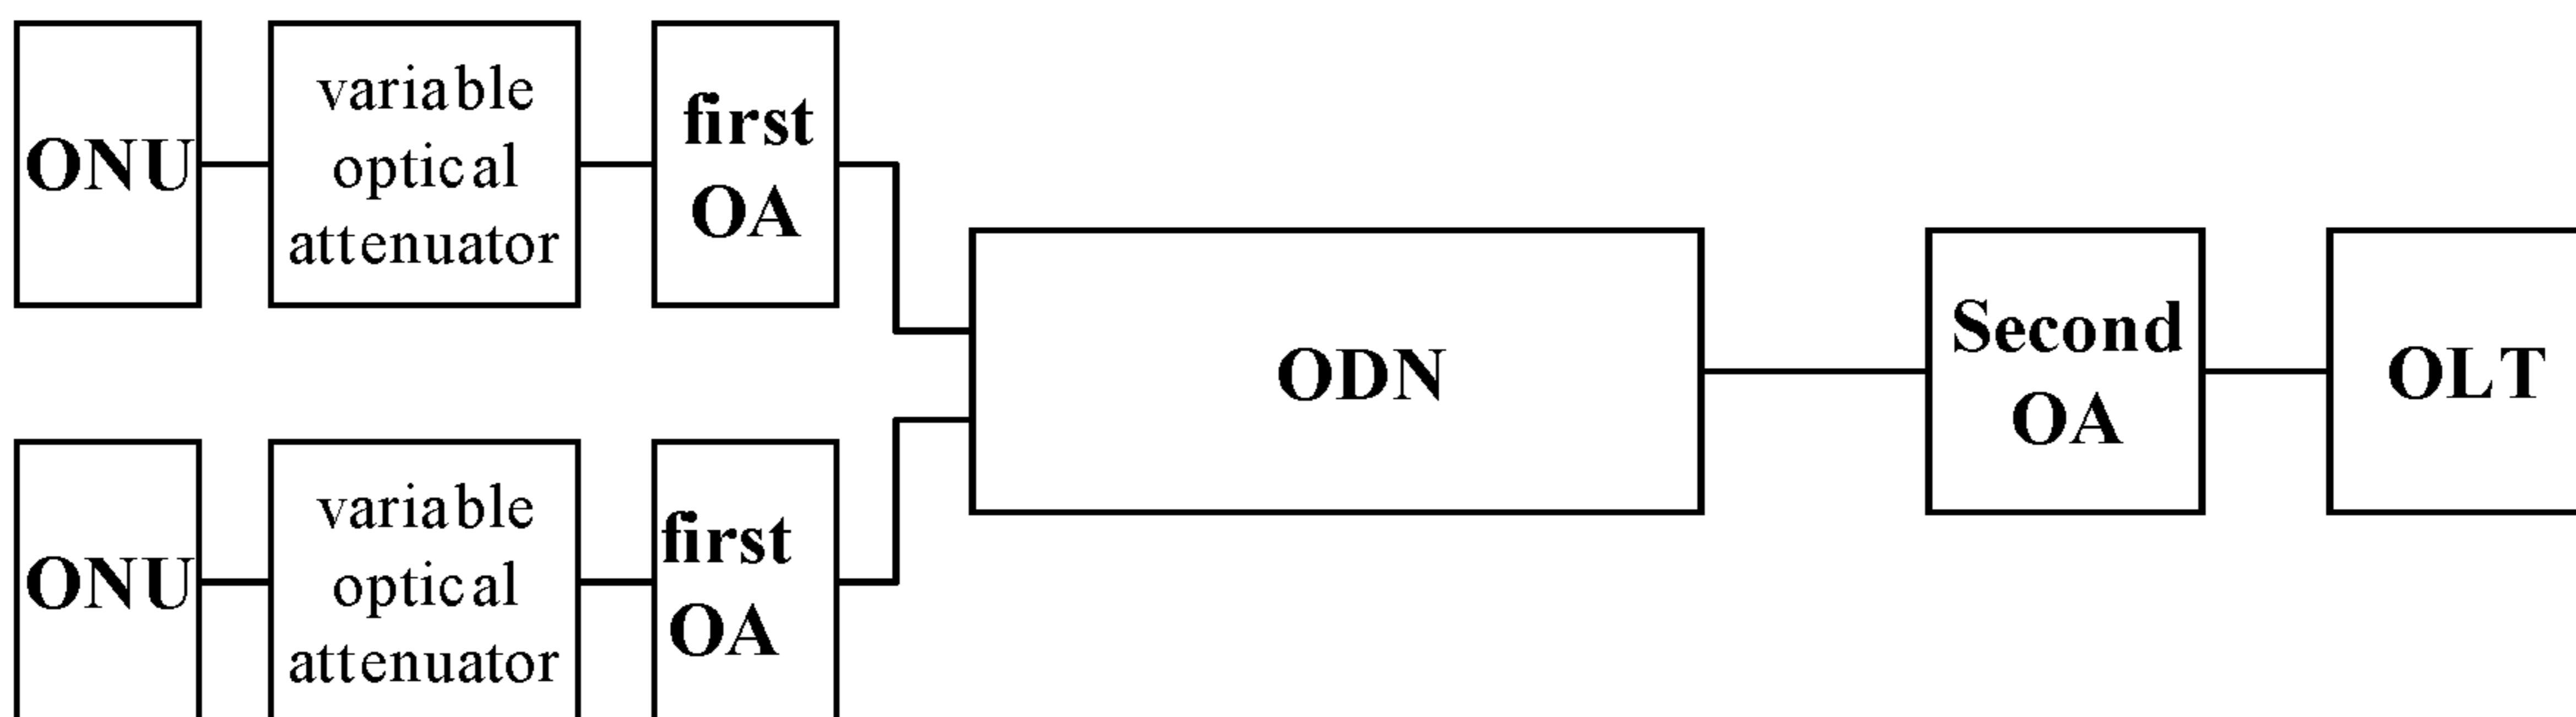 ONU
variable
optical
attenuator
first
OA
ONU
variable
optical
attenuator
first
OA
ODN
Second
OA
OLT